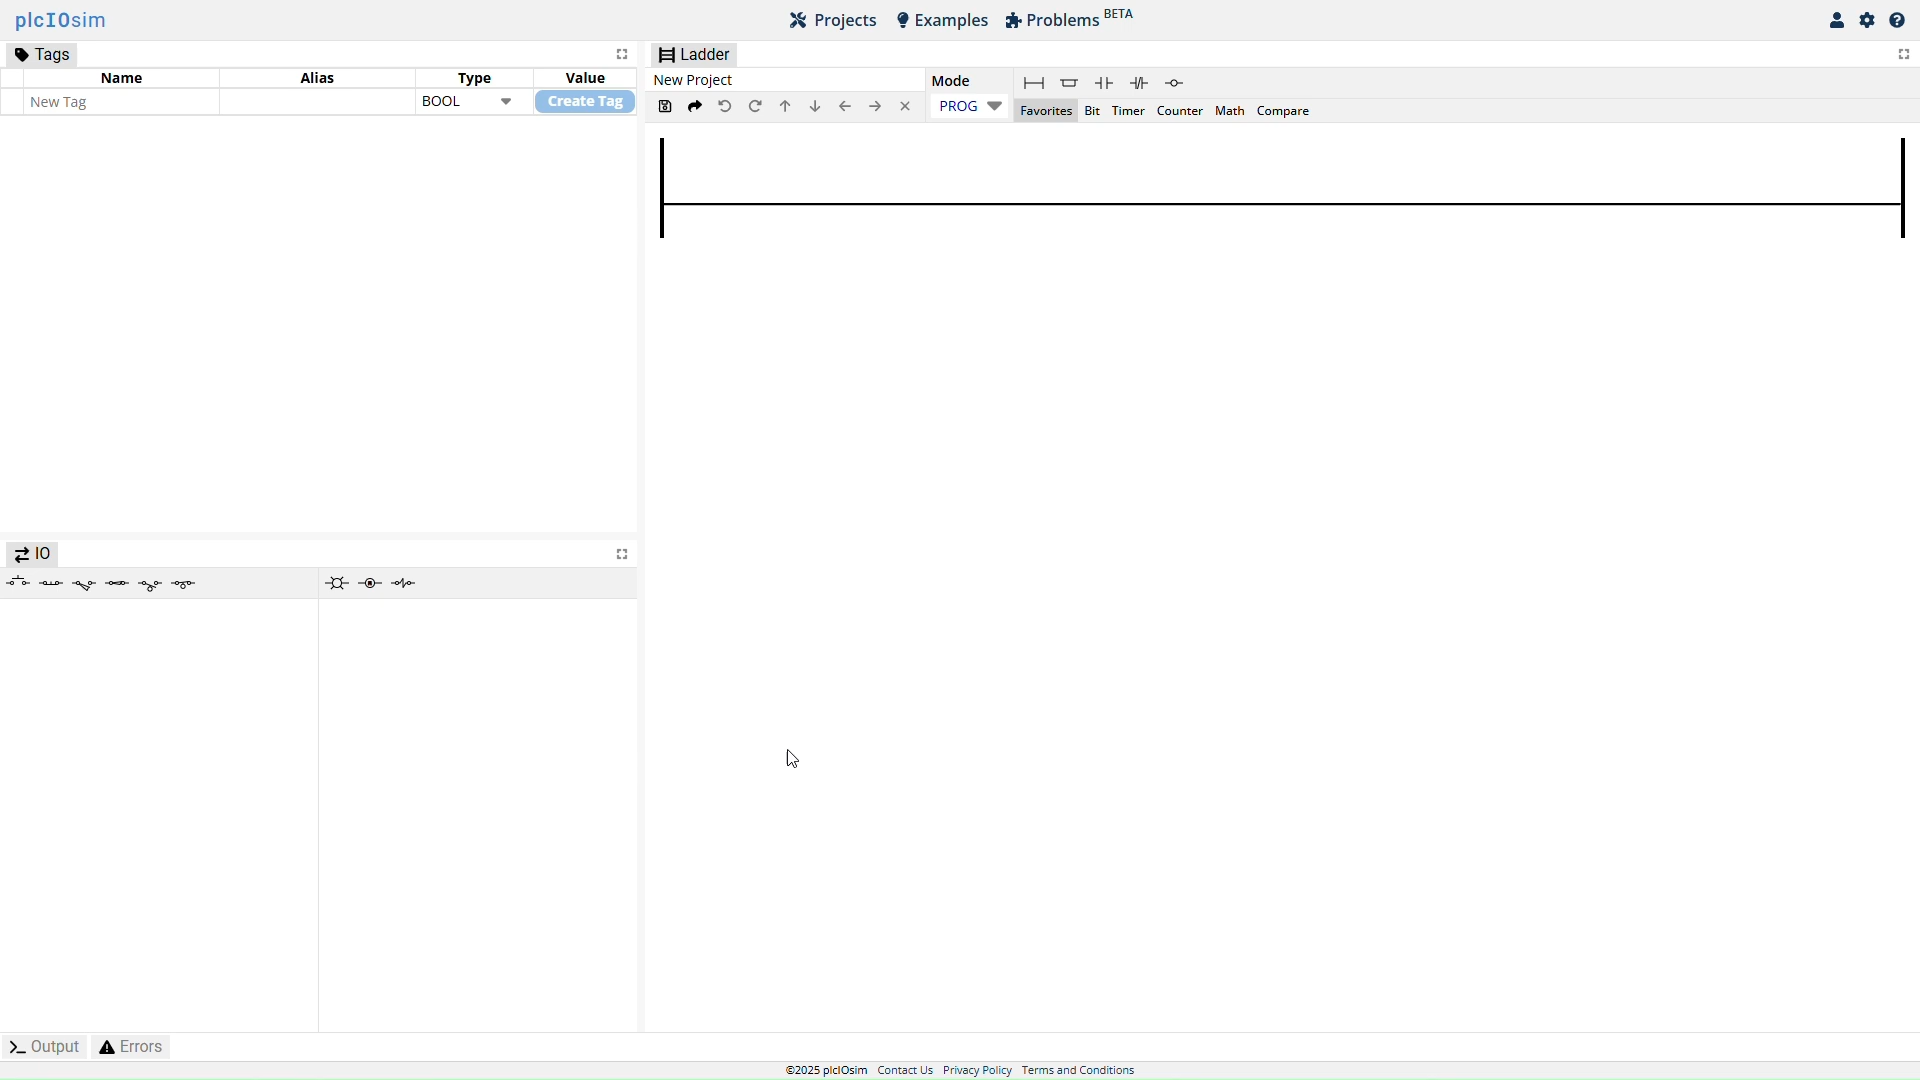 plcIOsim
Projects Examples Problems BETA
Tags
Name Alias Type Value
New Tag BOOL Create Tag
IO
Ladder
New Project
Mode
PROG
Favorites Bit Timer Counter Math Compare
Output Errors
©2025 plcIOsim Contact Us Privacy Policy Terms and Conditions